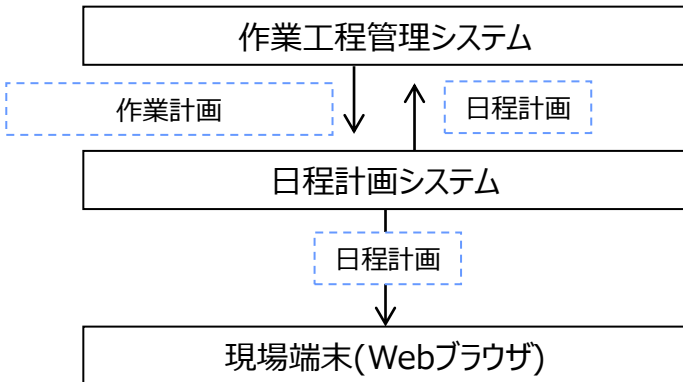 作業工程管理システム
作業計画
日程計画
日程計画システム
日程計画
現場端末(Webブラウザ)